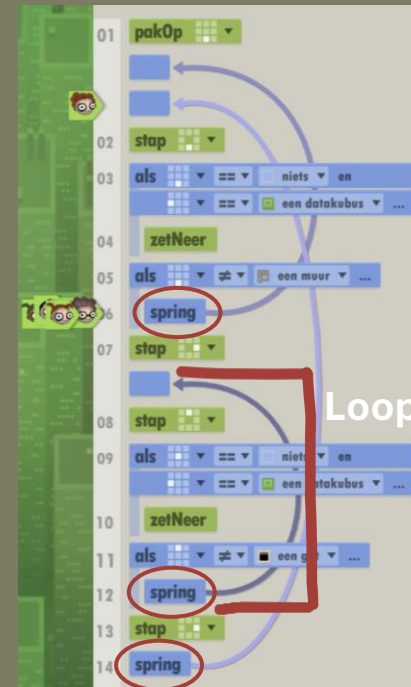 01 pakOp
02 stap
03 als == niets en
== een datakubus ...
04 zetNeer
05 als ≠ een muur ...
6 spring
07 stap
Loop
08 stap
09 als == niets en
== een datakubus ...
10 zetNeer
11 als ≠ een gat ...
12 spring
13 stap
14 spring